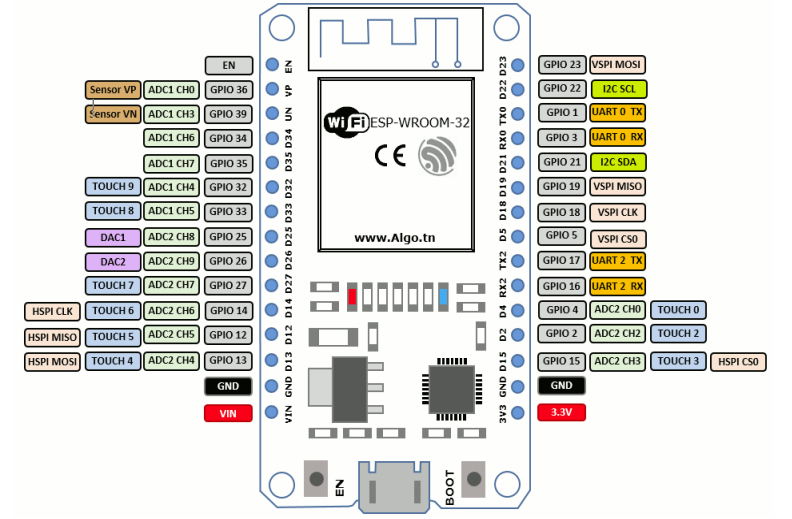 EN EN D23 GPIO 23 VSPI MOSI
Sensor VP ADC1 CH0 GPIO 36 VP D22 GPIO 22 I2C SCL
Sensor VN ADC1 CH3 GPIO 39 UN TX0 GPIO 1 UART 0 TX
ADC1 CH6 GPIO 34 D34 WiFi ESP-WROOM-32 RX0 GPIO 3 UART 0 RX
ADC1 CH7 GPIO 35 D35 CE D21 GPIO 21 I2C SDA
TOUCH 9 ADC1 CH4 GPIO 32 D32 D19 GPIO 19 VSPI MISO
TOUCH 8 ADC1 CH5 GPIO 33 D33 D18 GPIO 18 VSPI CLK
DAC1 ADC2 CH8 GPIO 25 D25 www.Algo.tn D5 GPIO 5 VSPI CS0
DAC2 ADC2 CH9 GPIO 26 D26 TX2 GPIO 17 UART 2 TX
TOUCH 7 ADC2 CH7 GPIO 27 D27 RX2 GPIO 16 UART 2 RX
HSPI CLK TOUCH 6 ADC2 CH6 GPIO 14 D14 D4 GPIO 4 ADC2 CH0 TOUCH 0
HSPI MISO TOUCH 5 ADC2 CH5 GPIO 12 D12 D2 GPIO 2 ADC2 CH2 TOUCH 2
HSPI MOSI TOUCH 4 ADC2 CH4 GPIO 13 D13 D15 GPIO 15 ADC2 CH3 TOUCH 3 HSPI CS0
GND GND GND GND
VIN VIN 3V3 3.3V
EN BOOT